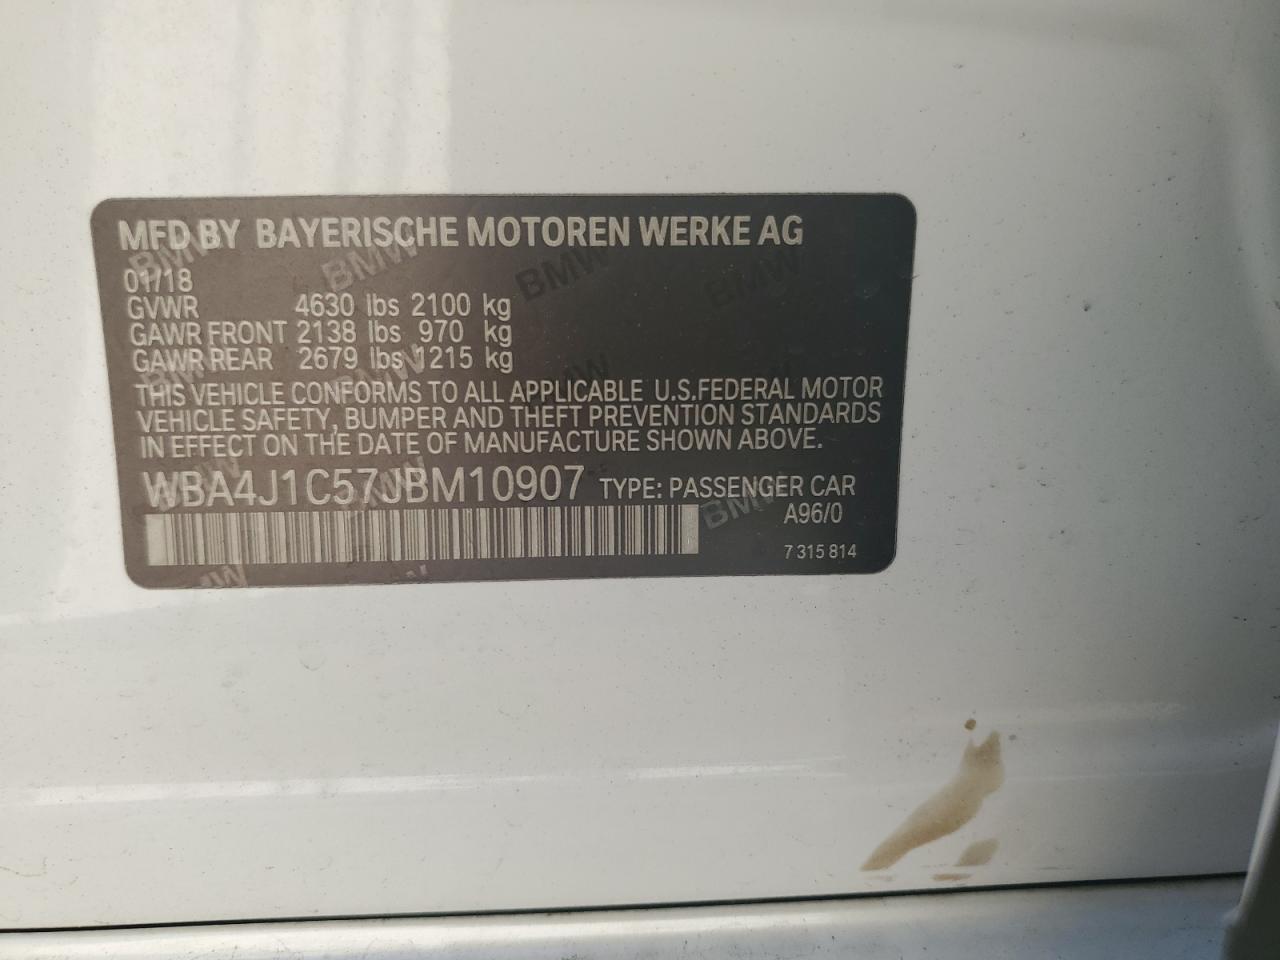 MFD BY BAYERISCHE MOTOREN WERKE AG
01/18
GVWR 4630 lbs 2100 kg
GAWR FRONT 2138 lbs 970 kg
GAWR REAR 2679 lbs 1215 kg
THIS VEHICLE CONFORMS TO ALL APPLICABLE U.S.FEDERAL MOTOR
VEHICLE SAFETY, BUMPER AND THEFT PREVENTION STANDARDS
IN EFFECT ON THE DATE OF MANUFACTURE SHOWN ABOVE.
WBA4J1C57JBM10907 TYPE: PASSENGER CAR
A96/0
7 315 814